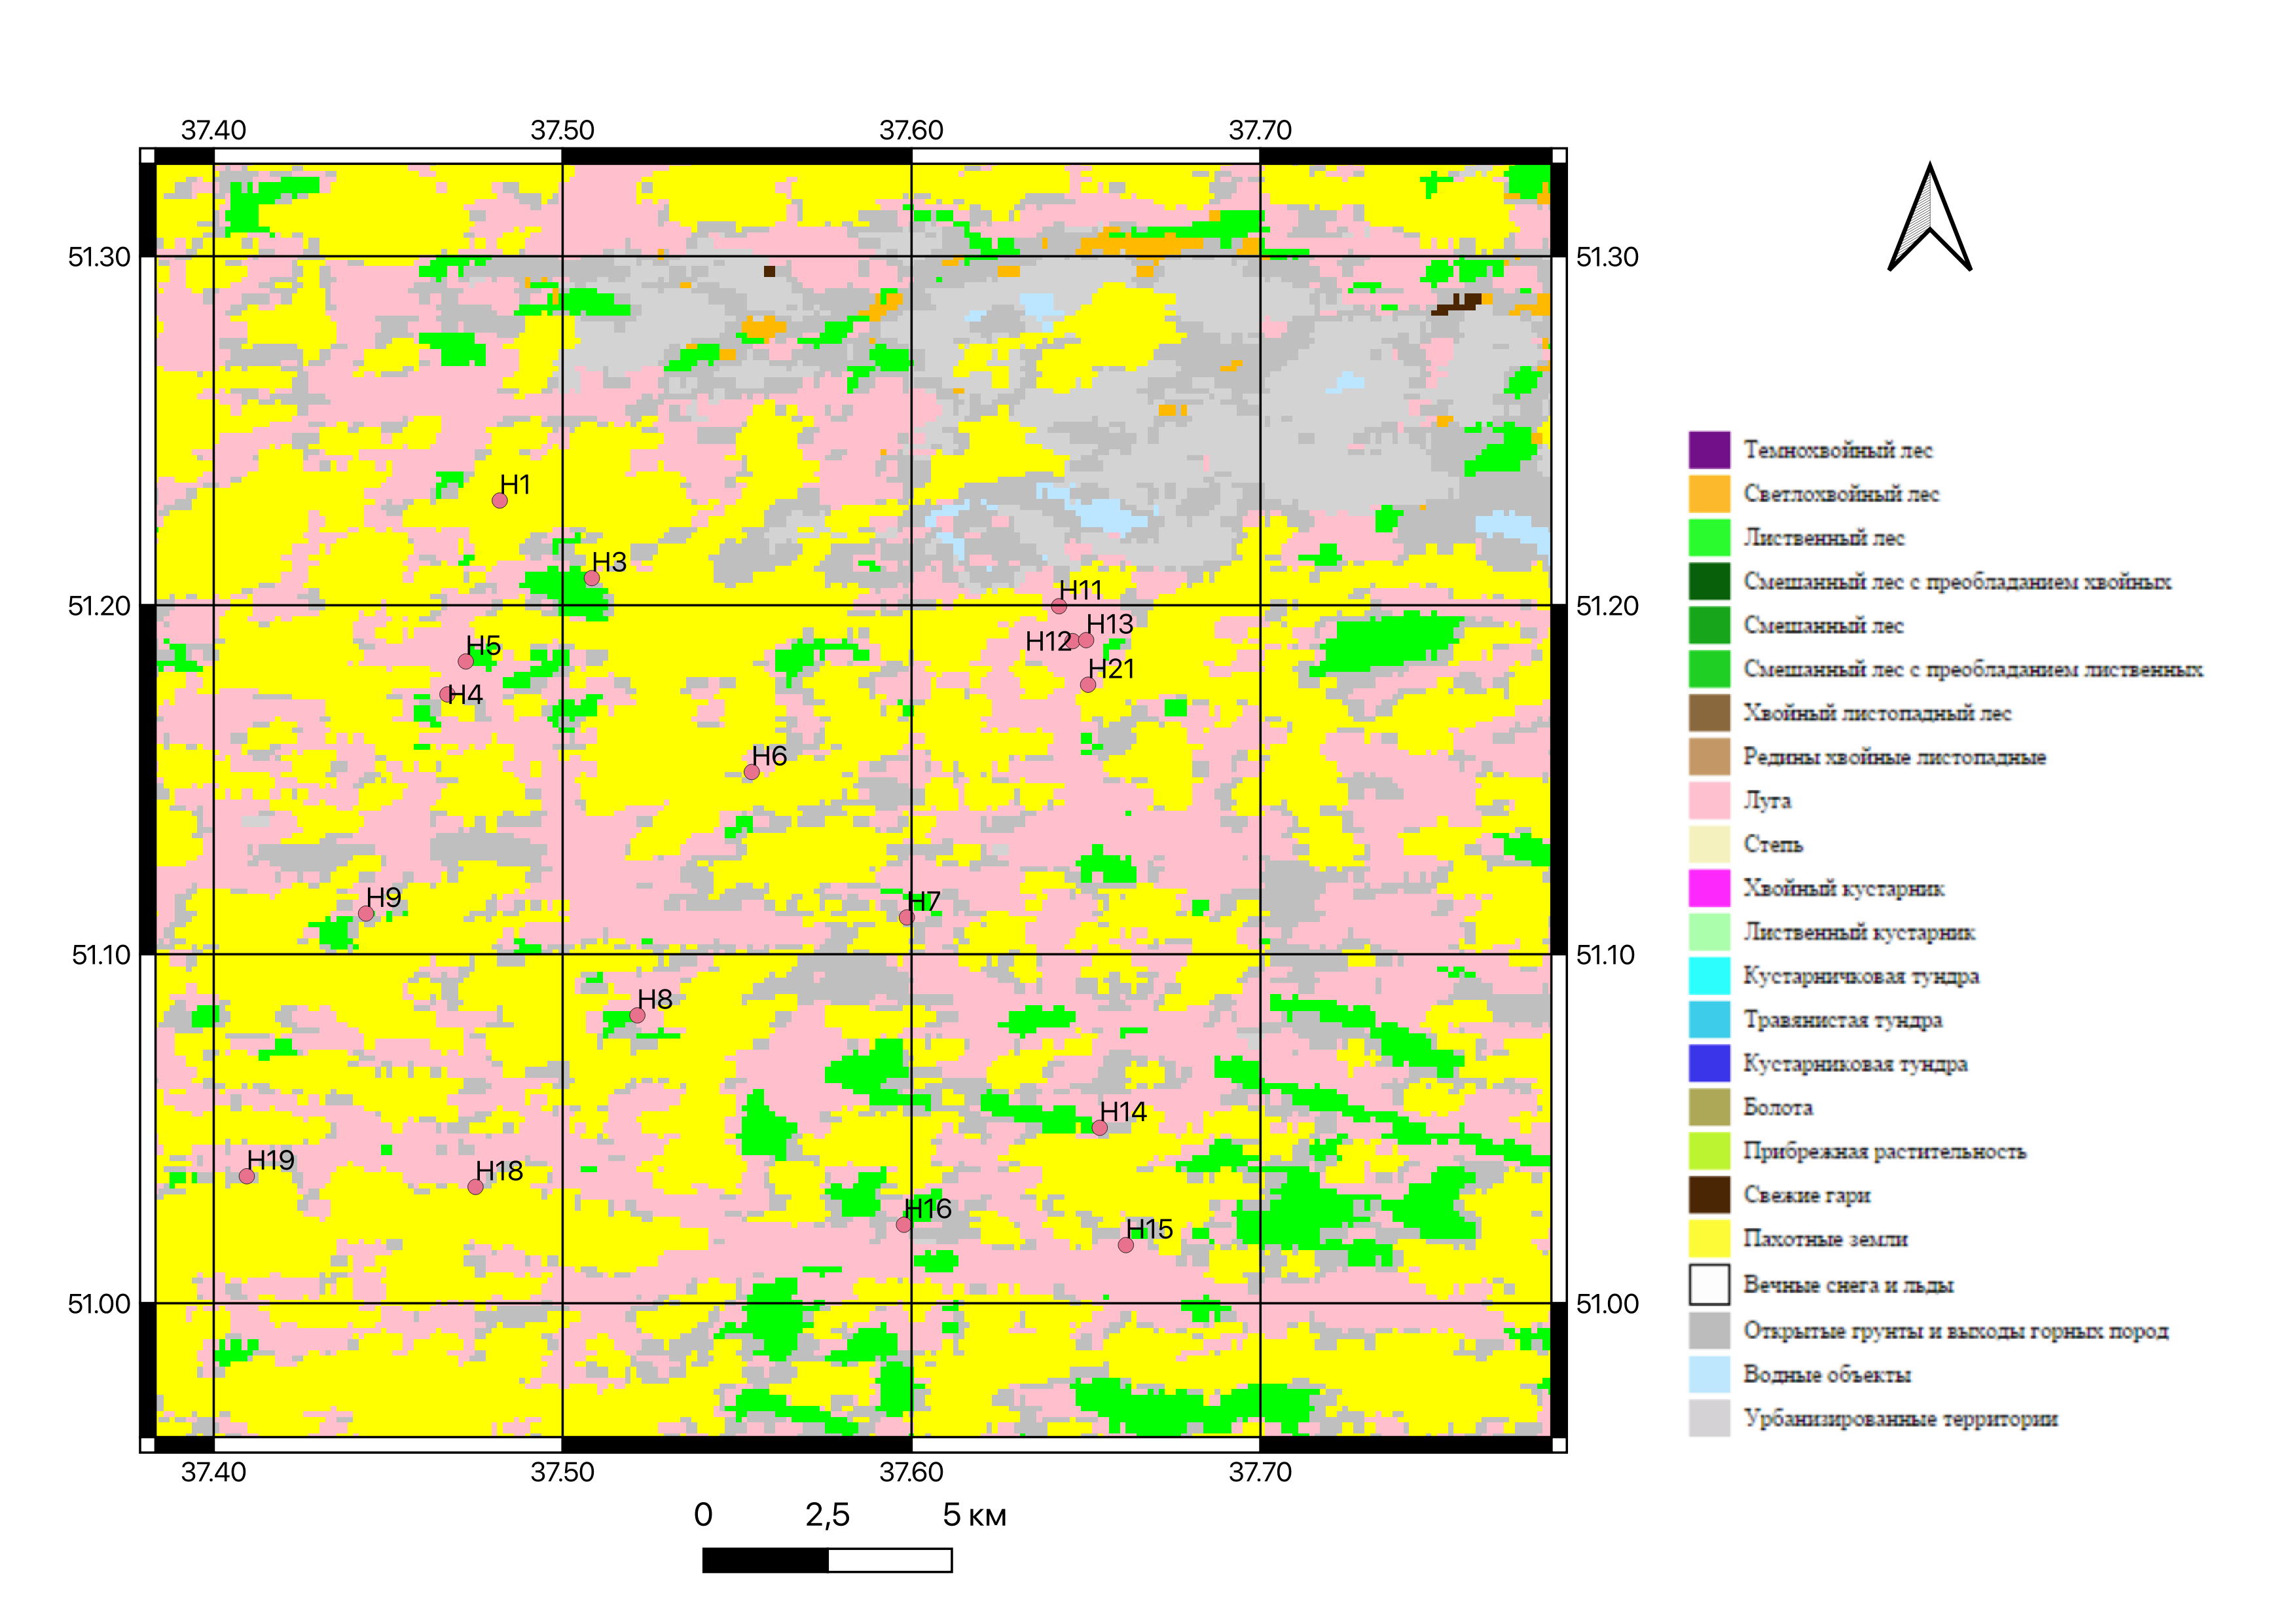 37.40 37.50 37.60 37.70
51.30 51.30
H1
H3
51.20 H11 51.20
H12 H13
H5
H21
H4
H6
H9
H7
51.10 51.10
H8
H14
H19
H18
H16
H15
51.00 51.00
37.40 37.50 37.60 37.70
0 2,5 5 км
Темнохвойный лес
Светлохвойный лес
Лиственный лес
Смешанный лес с преобладанием хвойных
Смешанный лес
Смешанный лес с преобладанием лиственных
Хвойный листопадный лес
Редины хвойные листопадные
Луга
Степь
Хвойный кустарник
Лиственный кустарник
Кустарничковая тундра
Травянистая тундра
Кустарниковая тундра
Болота
Прибрежная растительность
Свежие гари
Пахотные земли
Вечные снега и льды
Открытые грунты и выходы горных пород
Водные объекты
Урбанизированные территории